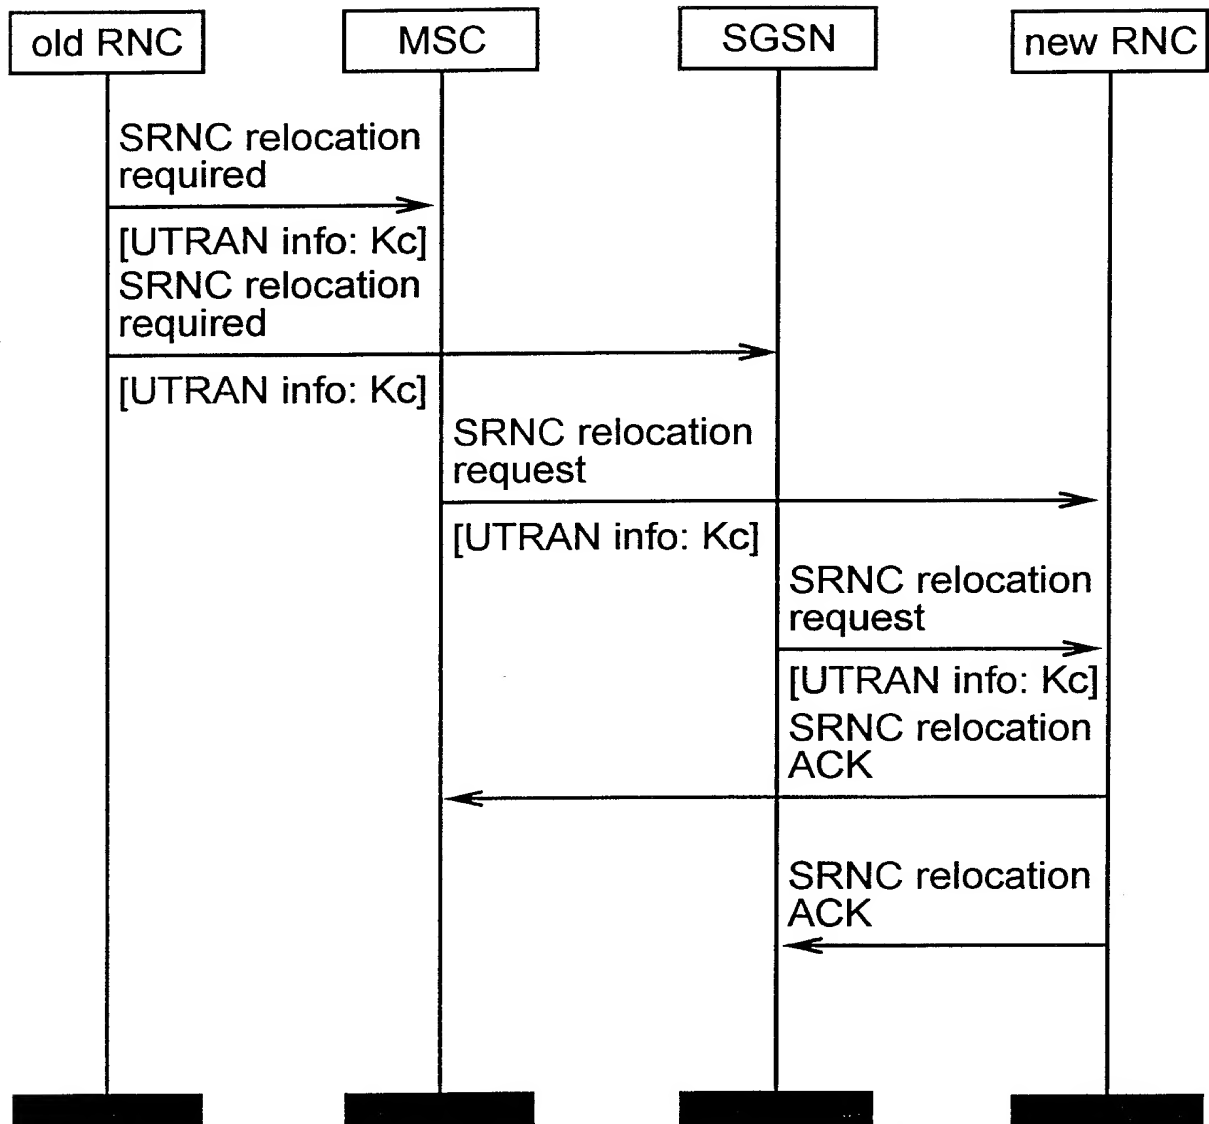 old RNC
MSC
SGSN
new RNC
SRNC relocation
required
[UTRAN info: Kc]
SRNC relocation
required
[UTRAN info: Kc]
SRNC relocation
request
[UTRAN info: Kc]
SRNC relocation
request
[UTRAN info: Kc]
SRNC relocation
ACK
SRNC relocation
ACK